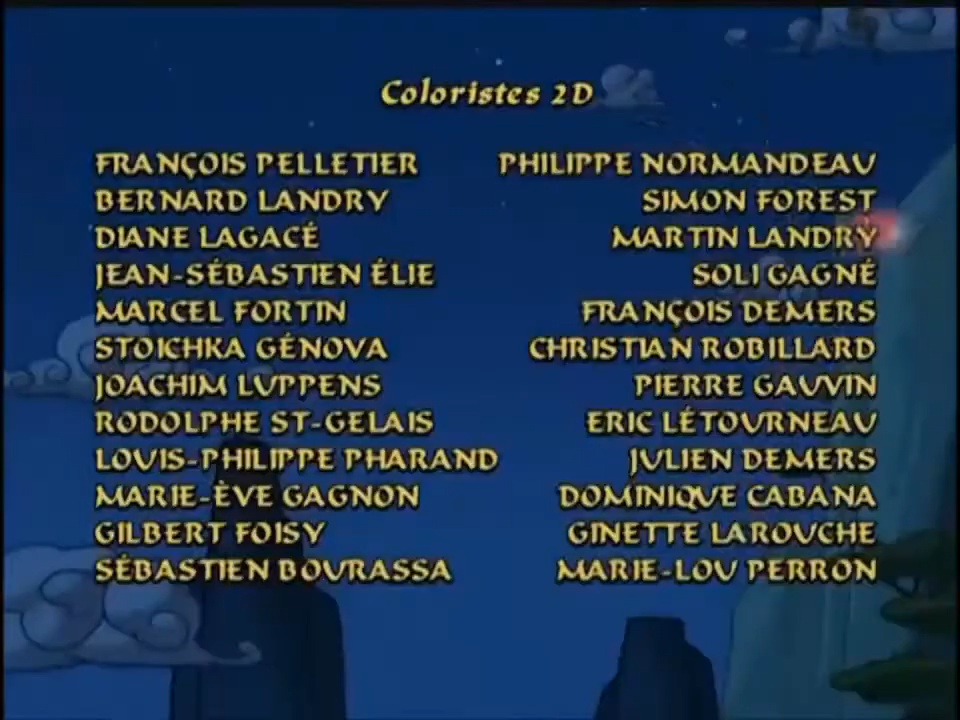 Coloristes 2D
FRANÇOIS PELLETIER PHILIPPE NORMANDEAU
BERNARD LANDRY SIMON FOREST
DIANE LAGACÉ MARTIN LANDRY
JEAN-SÉBASTIEN ÉLIE SOLI GAGNÉ
MARCEL FORTIN FRANÇOIS DEMERS
STOICHKA GÉNOVA CHRISTIAN ROBILLARD
JOACHIM LUPPENS PIERRE GAUVIN
RODOLPHE ST-GELAIS ERIC LÉTOURNEAU
LOUIS-PHILIPPE PHARAND JULIEN DEMERS
MARIE-ÈVE GAGNON DOMINIQUE CABANA
GILBERT FOISY GINETTE LAROUCHE
SÉBASTIEN BOURASSA MARIE-LOU PERRON